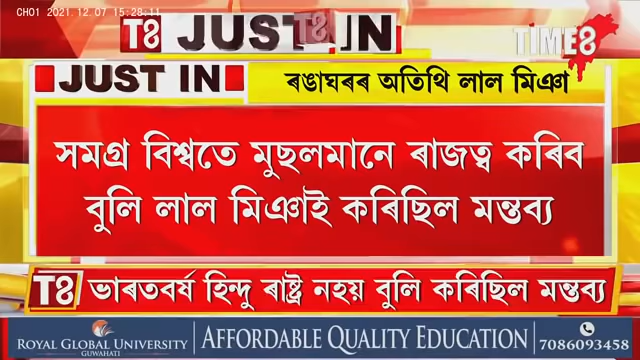 CH01 2021.12.07 15:28:11
T8 JUST IN
TIME8
JUST IN
ৰঙাঘৰৰ অতিথি লাল মিঞা
সমগ্ৰ বিশ্বতে মুছলমানে ৰাজত্ব কৰিব
বুলি লাল মিঞাই কৰিছিল মন্তব্য
T8 ভাৰতবৰ্ষ হিন্দু ৰাষ্ট্ৰ নহয় বুলি কৰিছিল মন্তব্য
ROYAL GLOBAL UNIVERSITY
GUWAHATI
AFFORDABLE QUALITY EDUCATION
7086093458